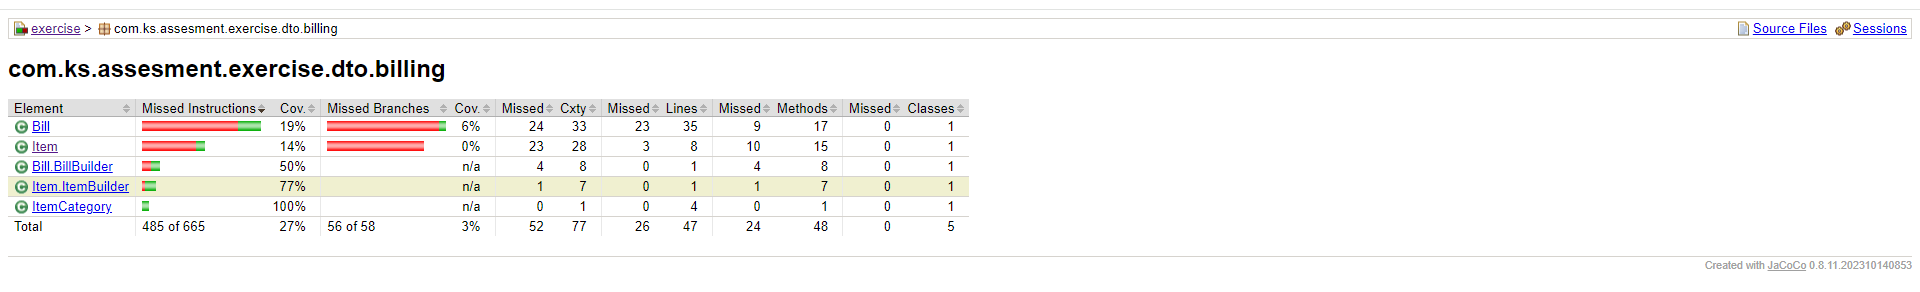 exercise > com.ks.assesment.exercise.dto.billing Source Files Sessions
com.ks.assesment.exercise.dto.billing
Element Missed Instructions Cov. Missed Branches Cov. Missed Cxty Missed Lines Missed Methods Missed Classes
Bill 19% 6% 24 33 23 35 9 17 0 1
Item 14% 0% 23 28 3 8 10 15 0 1
Bill.BillBuilder 50% n/a 4 8 0 1 4 8 0 1
Item.ItemBuilder 77% n/a 1 7 0 1 1 7 0 1
ItemCategory 100% n/a 0 1 0 4 0 1 0 1
Total 485 of 665 27% 56 of 58 3% 52 77 26 47 24 48 0 5
Created with JaCoCo 0.8.11.202310140853